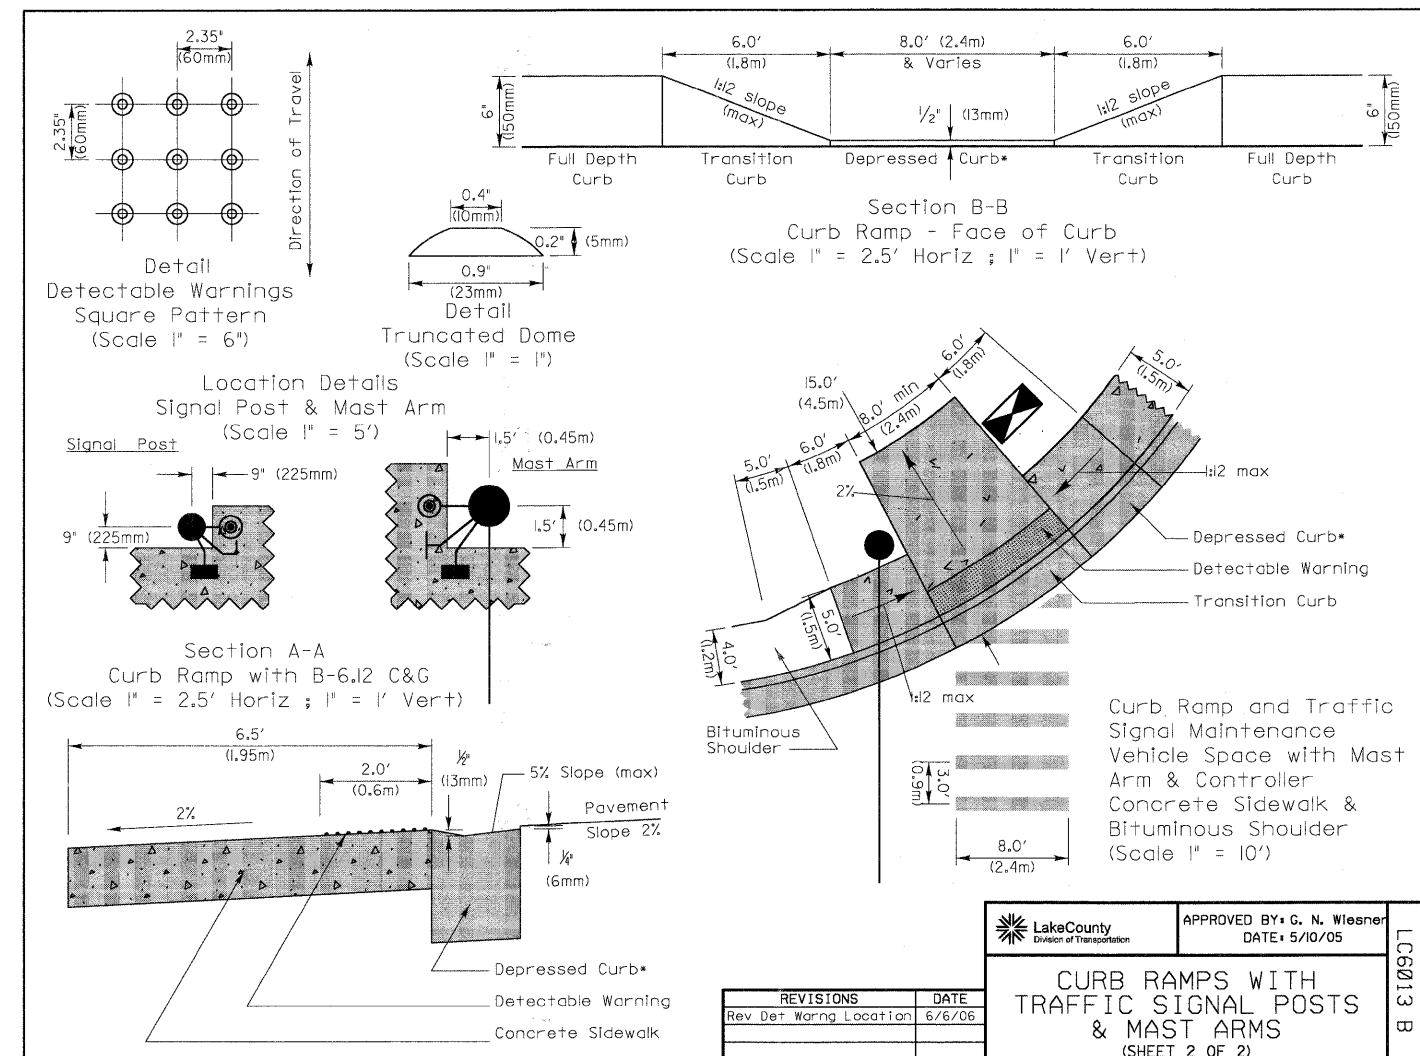 2.35"
(60mm)
2.35"
(60mm)
Direction of Travel
Detail
Detectable Warnings
Square Pattern
(Scale 1" = 6")
0.4"
(10mm)
0.2" (5mm)
0.9"
(23mm)
Detail
Truncated Dome
(Scale 1" = 1")
6.0'
(1.8m)
8.0' (2.4m)
& Varies
6.0'
(1.8m)
6"
(150mm)
1:12 slope
(max)
1/2" (13mm)
1:12 slope
(max)
6"
(150mm)
Full Depth
Curb
Transition
Curb
Depressed Curb*
Transition
Curb
Full Depth
Curb
Section B-B
Curb Ramp - Face of Curb
(Scale 1" = 2.5' Horiz ; 1" = 1' Vert)
Location Details
Signal Post & Mast Arm
(Scale 1" = 5')
Signal Post
9" (225mm)
9" (225mm)
1.5' (0.45m)
Mast Arm
1.5' (0.45m)
Section A-A
Curb Ramp with B-6.12 C&G
(Scale 1" = 2.5' Horiz ; 1" = 1' Vert)
6.5'
(1.95m)
2.0'
(0.6m)
1/2"
(13mm)
5% Slope (max)
Pavement
Slope 2%
2%
1/4"
(6mm)
Depressed Curb*
Detectable Warning
Concrete Sidewalk
15.0'
(4.5m)
5.0'
(1.5m)
6.0'
(1.8m)
8.0' min
(2.4m)
6.0'
(1.8m)
5.0'
(1.5m)
2%
1:12 max
Depressed Curb*
Detectable Warning
Transition Curb
4.0'
(1.2m)
5.0'
(1.5m)
1:12 max
Bituminous
Shoulder
3.0'
(0.9m)
8.0'
(2.4m)
Curb Ramp and Traffic
Signal Maintenance
Vehicle Space with Mast
Arm & Controller
Concrete Sidewalk &
Bituminous Shoulder
(Scale 1" = 10')
REVISIONS DATE
Rev Det Warng Location 6/6/06
LakeCounty
Division of Transportation
APPROVED BY: G. N. Wiesner
DATE: 5/10/05
CURB RAMPS WITH
TRAFFIC SIGNAL POSTS
& MAST ARMS
(SHEET 2 OF 2)
LC6013 B